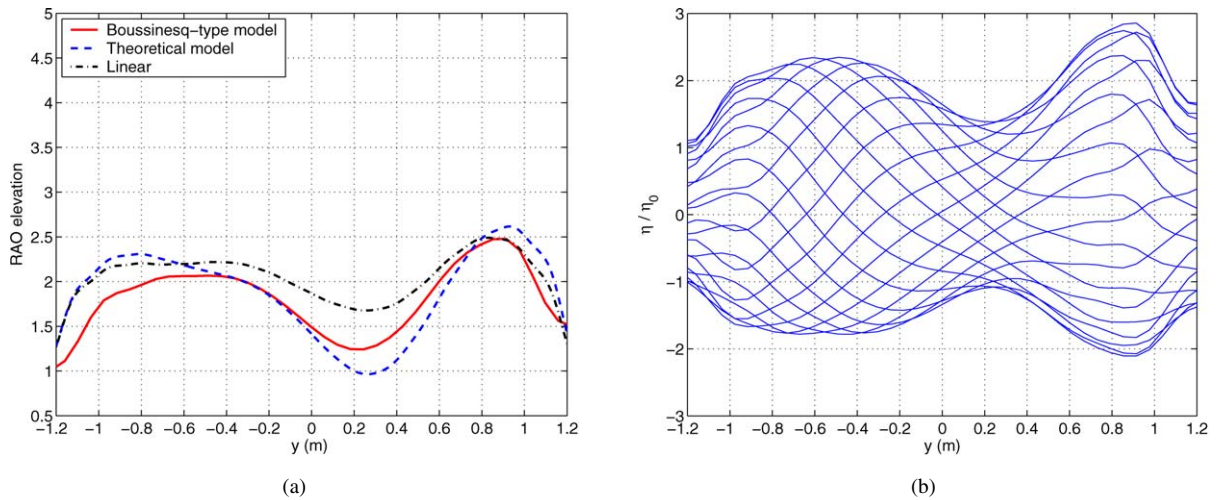 5
4.5
4
3.5
3
2.5
2
1.5
1
0.5
RAO elevation
Boussinesq−type model
Theoretical model
Linear
−1.2 −1 −0.8 −0.6 −0.4 −0.2 0 0.2 0.4 0.6 0.8 1 1.2
y (m)
(a)
3
2
1
0
−1
−2
−3
η / η0
−1.2 −1 −0.8 −0.6 −0.4 −0.2 0 0.2 0.4 0.6 0.8 1 1.2
y (m)
(b)